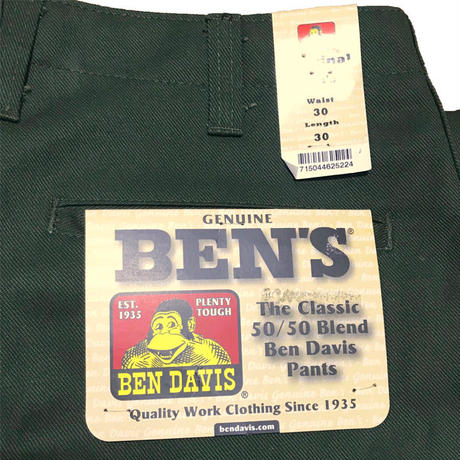 Waist
30
Length
30
715044625224
GENUINE
BEN'S®
EST.
1935
PLENTY
TOUGH
BEN DAVIS
The Classic
50/50 Blend
Ben Davis
Pants
Quality Work Clothing Since 1935
bendavis.com